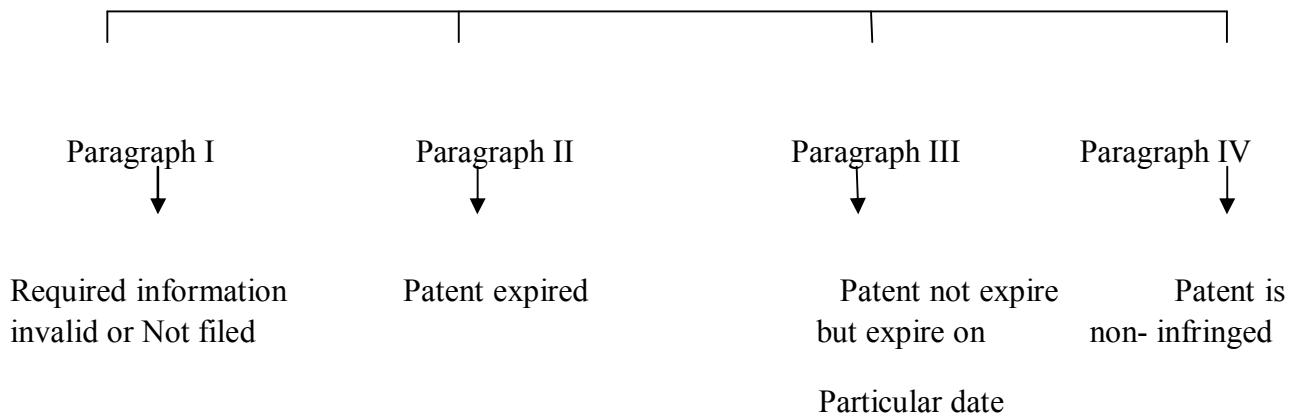 Paragraph I Paragraph II Paragraph III Paragraph IV
Required information Patent expired Patent not expire Patent is
invalid or Not filed but expire on non- infringed
Particular date